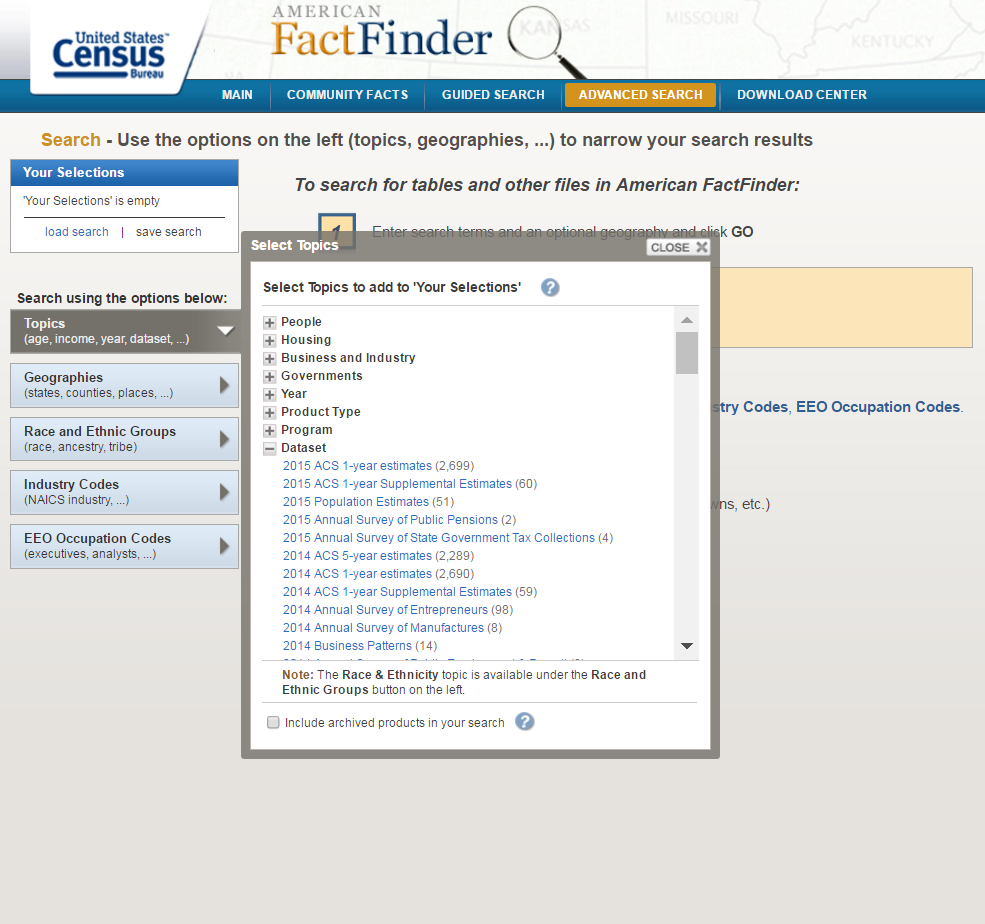 United States™
Census
Bureau
AMERICAN
FactFinder
KANSAS
MISSOURI
KENTUCKY
VA
MAIN
COMMUNITY FACTS
GUIDED SEARCH
ADVANCED SEARCH
DOWNLOAD CENTER
Search - Use the options on the left (topics, geographies, ...) to narrow your search results
Your Selections
'Your Selections' is empty
load search | save search
To search for tables and other files in American FactFinder:
1
Enter search terms and an optional geography and click GO
Search using the options below:
Topics
(age, income, year, dataset, ...)
Geographies
(states, counties, places, ...)
Race and Ethnic Groups
(race, ancestry, tribe)
Industry Codes
(NAICS industry, ...)
EEO Occupation Codes
(executives, analysts, ...)
Select Topics
CLOSE X
Select Topics to add to 'Your Selections' ?
People
Housing
Business and Industry
Governments
Year
Product Type
Program
Dataset
2015 ACS 1-year estimates (2,699)
2015 ACS 1-year Supplemental Estimates (60)
2015 Population Estimates (51)
2015 Annual Survey of Public Pensions (2)
2015 Annual Survey of State Government Tax Collections (4)
2014 ACS 5-year estimates (2,289)
2014 ACS 1-year estimates (2,690)
2014 ACS 1-year Supplemental Estimates (59)
2014 Annual Survey of Entrepreneurs (98)
2014 Annual Survey of Manufactures (8)
2014 Business Patterns (14)
Note: The Race & Ethnicity topic is available under the Race and
Ethnic Groups button on the left.
Include archived products in your search ?
Codes, EEO Occupation Codes.
etc.)